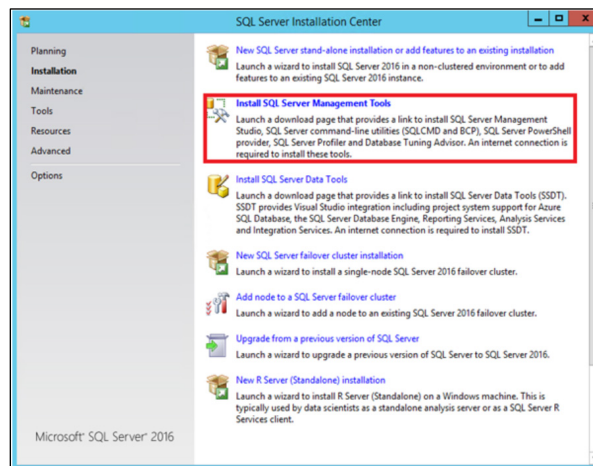 SQL Server Installation Center
Planning
Installation
Maintenance
Tools
Resources
Advanced
Options
New SQL Server stand-alone installation or add features to an existing installation
Launch a wizard to install SQL Server 2016 in a non-clustered environment or to add
features to an existing SQL Server 2016 instance.
Install SQL Server Management Tools
Launch a download page that provides a link to install SQL Server Management
Studio, SQL Server command-line utilities (SQLCMD and BCP), SQL Server PowerShell
provider, SQL Server Profiler and Database Tuning Advisor. An internet connection is
required to install these tools.
Install SQL Server Data Tools
Launch a download page that provides a link to install SQL Server Data Tools (SSDT).
SSDT provides Visual Studio integration including project system support for Azure
SQL Database, the SQL Server Database Engine, Reporting Services, Analysis Services
and Integration Services. An internet connection is required to install SSDT.
New SQL Server failover cluster installation
Launch a wizard to install a single-node SQL Server 2016 failover cluster.
Add node to a SQL Server failover cluster
Launch a wizard to add a node to an existing SQL Server 2016 failover cluster.
Upgrade from a previous version of SQL Server
Launch a wizard to upgrade a previous version of SQL Server to SQL Server 2016.
New R Server (Standalone) installation
Launch a wizard to install R Server (Standalone) on a Windows machine. This is
typically used by data scientists as a standalone analysis server or as a SQL Server R
Services client.
Microsoft® SQL Server® 2016